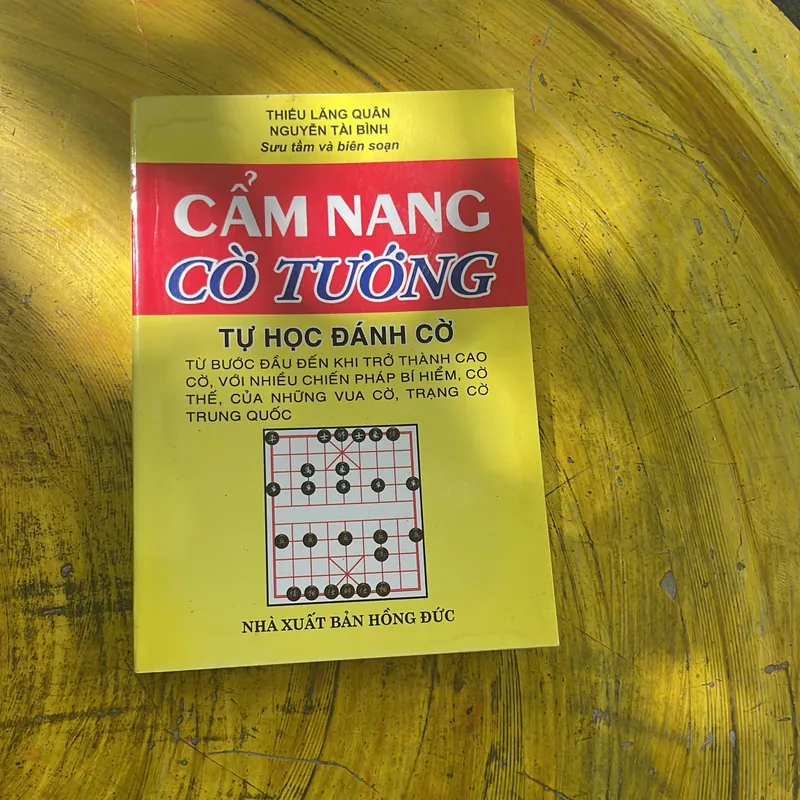 THIẾU LĂNG QUÂN
NGUYỄN TÀI BÌNH
Sưu tầm và biên soạn
CẨM NANG
CỜ TƯỚNG
TỰ HỌC ĐÁNH CỜ
TỪ BƯỚC ĐẦU ĐẾN KHI TRỞ THÀNH CAO
CỜ, VỚI NHIỀU CHIẾN PHÁP BÍ HIỂM, CỜ
THẾ, CỦA NHỮNG VUA CỜ, TRẠNG CỜ
TRUNG QUỐC
NHÀ XUẤT BẢN HỒNG ĐỨC